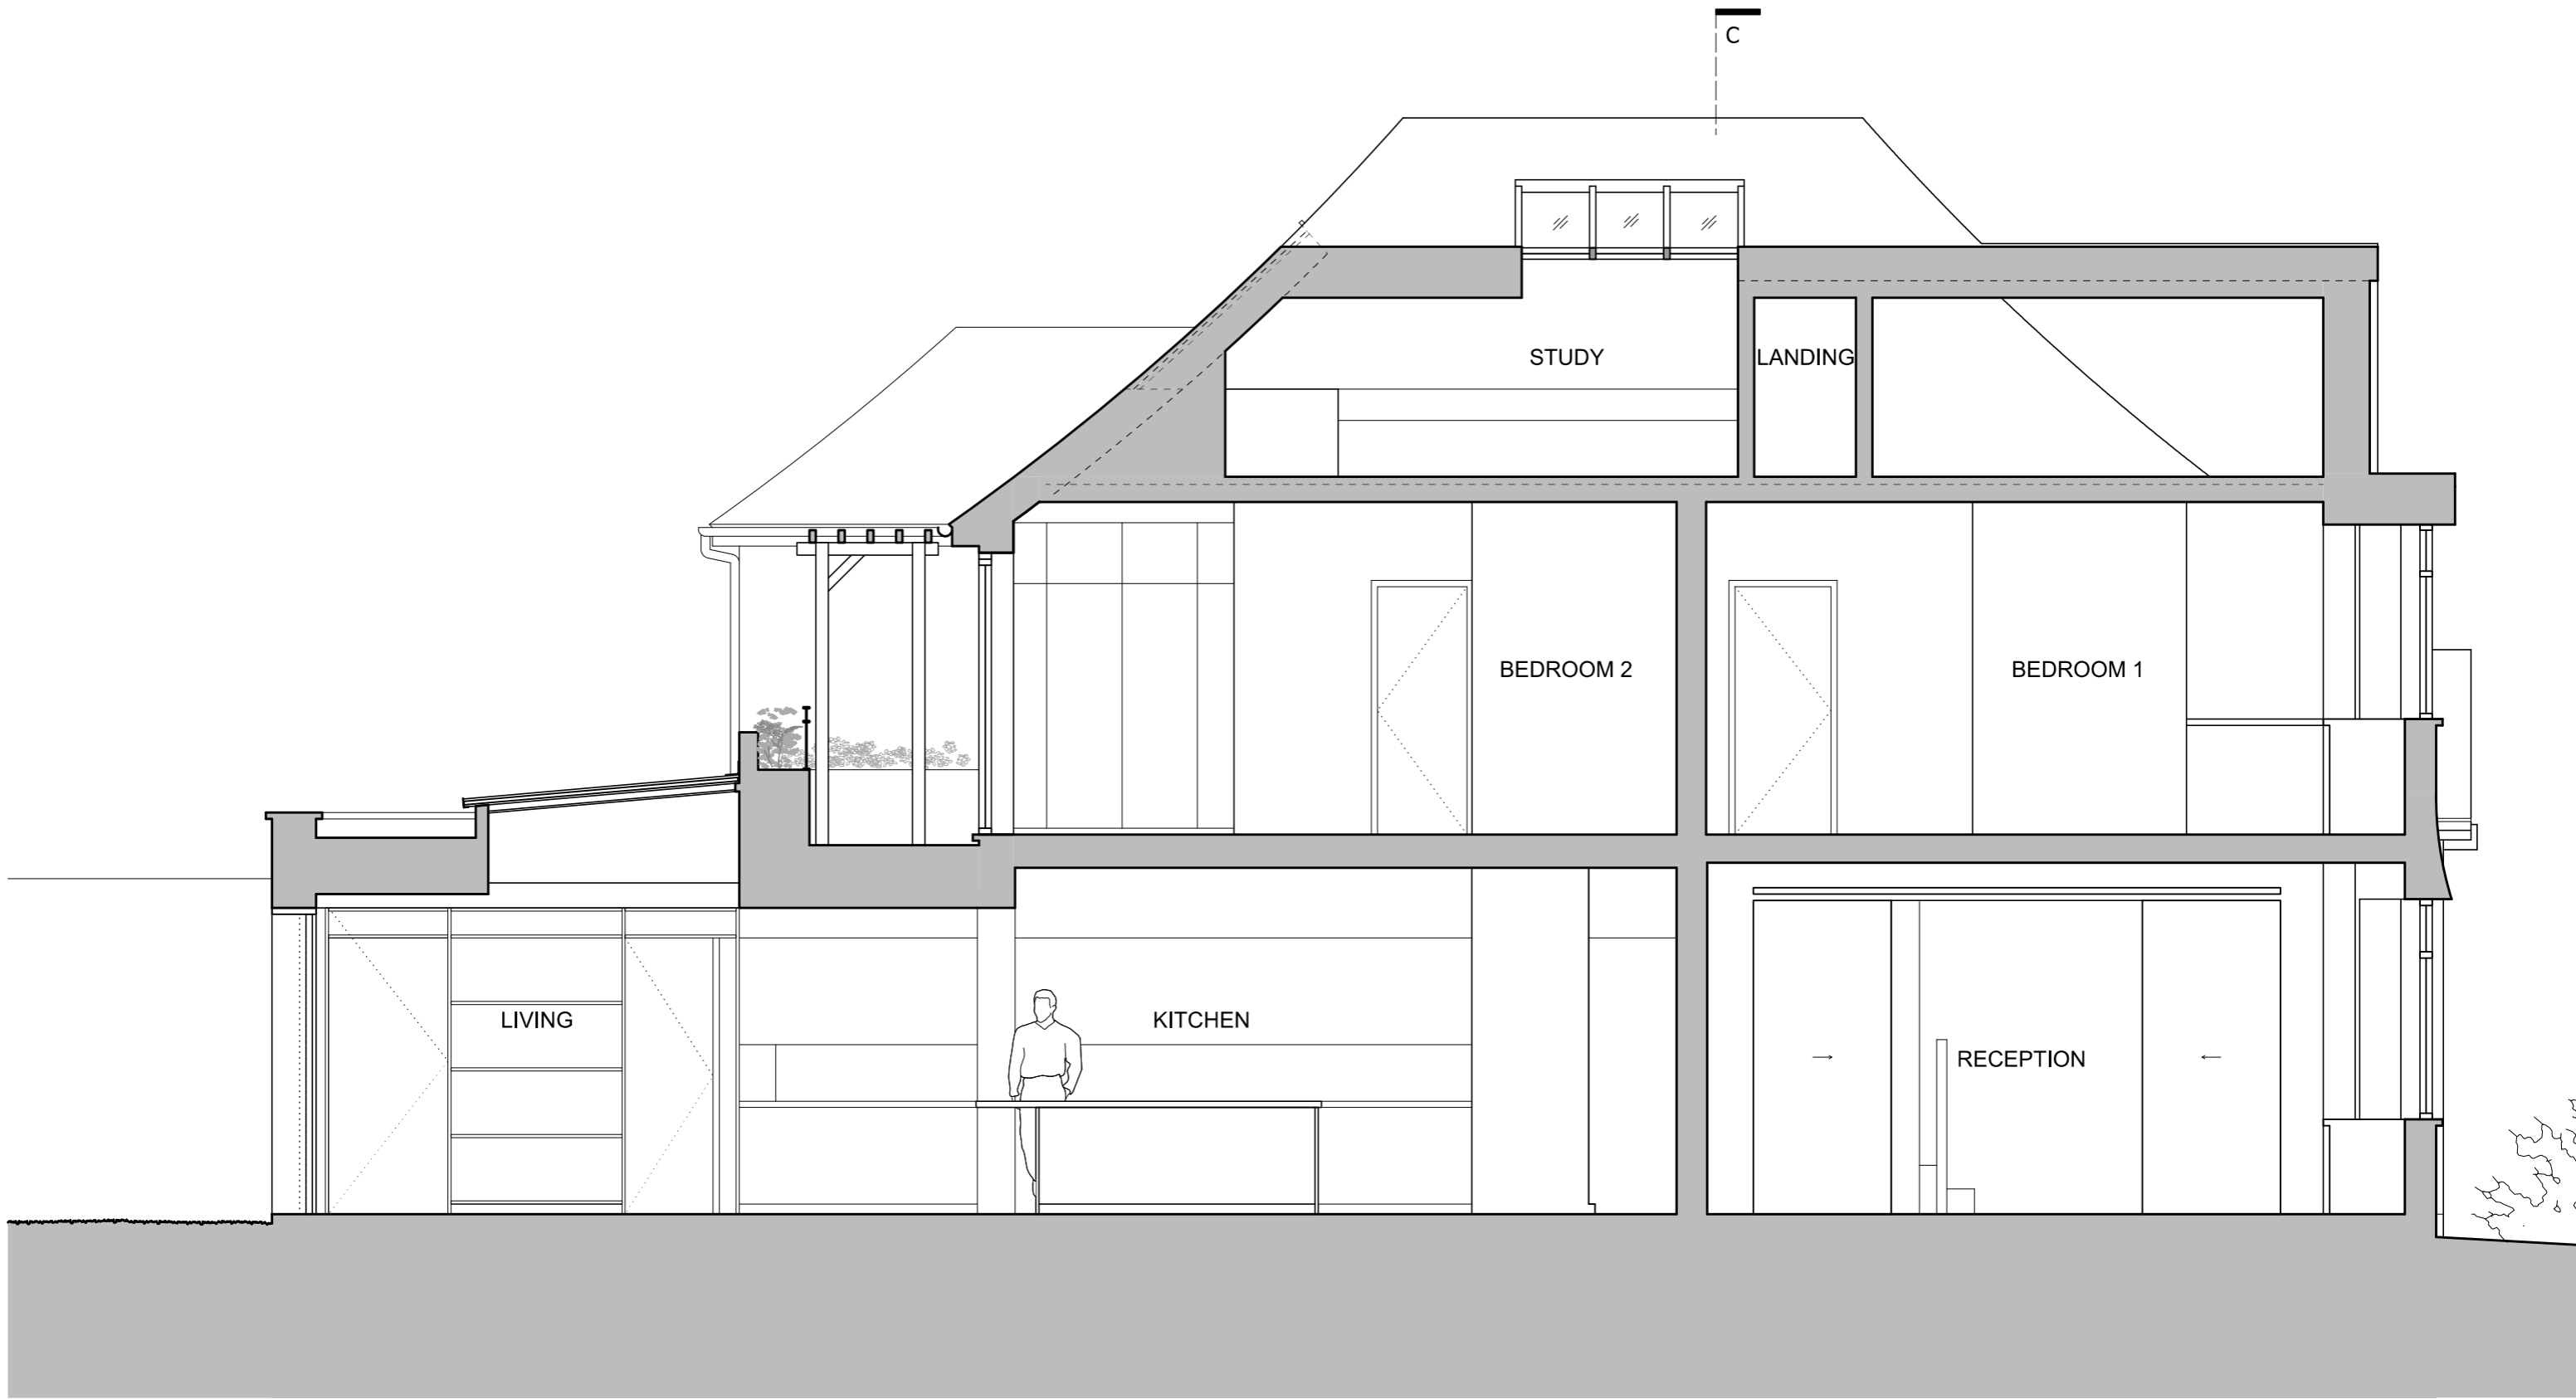 C
STUDY
LANDING
BEDROOM 2
BEDROOM 1
LIVING
KITCHEN
RECEPTION